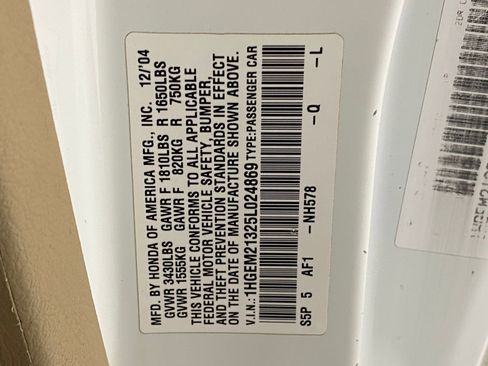 MFD. BY HONDA OF AMERICA MFG., INC. 12/'04
GVWR 3430LBS GAWR F 1810LBS R 1650LBS
GVWR 1555KG GAWR F 820KG R 750KG
THIS VEHICLE CONFORMS TO ALL APPLICABLE
FEDERAL MOTOR VEHICLE SAFETY, BUMPER,
AND THEFT PREVENTION STANDARDS IN EFFECT
ON THE DATE OF MANUFACTURE SHOWN ABOVE.
V.I.N.:1HGEM21325L024869 TYPE:PASSENGER CAR
S5P 5 AF1 -NH578 -Q -L
2DR